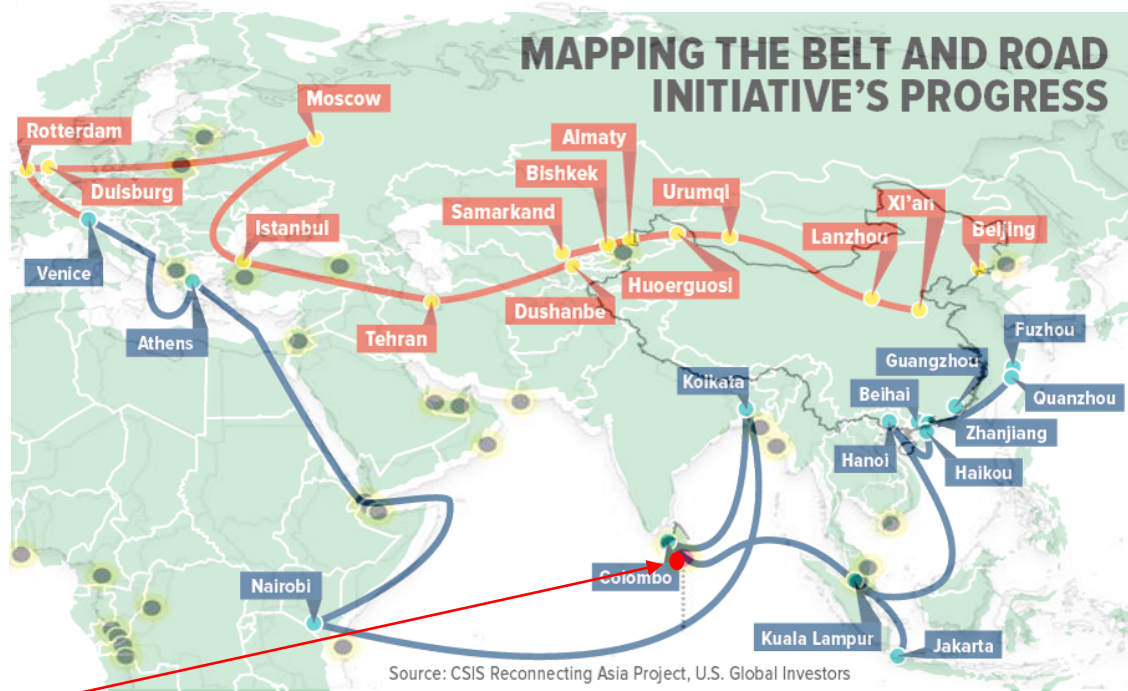 MAPPING THE BELT AND ROAD
INITIATIVE'S PROGRESS
Moscow
Rotterdam
Duisburg
Almaty
Bishkek
Urumqi
Xi'an
Samarkand
Istanbul
Lanzhou
Beijing
Venice
Huoerguosi
Dushanbe
Tehran
Athens
Fuzhou
Guangzhou
Kolkata
Beihai
Quanzhou
Zhanjiang
Hanoi
Haikou
Colombo
Nairobi
Kuala Lampur
Jakarta
Source: CSIS Reconnecting Asia Project, U.S. Global Investors